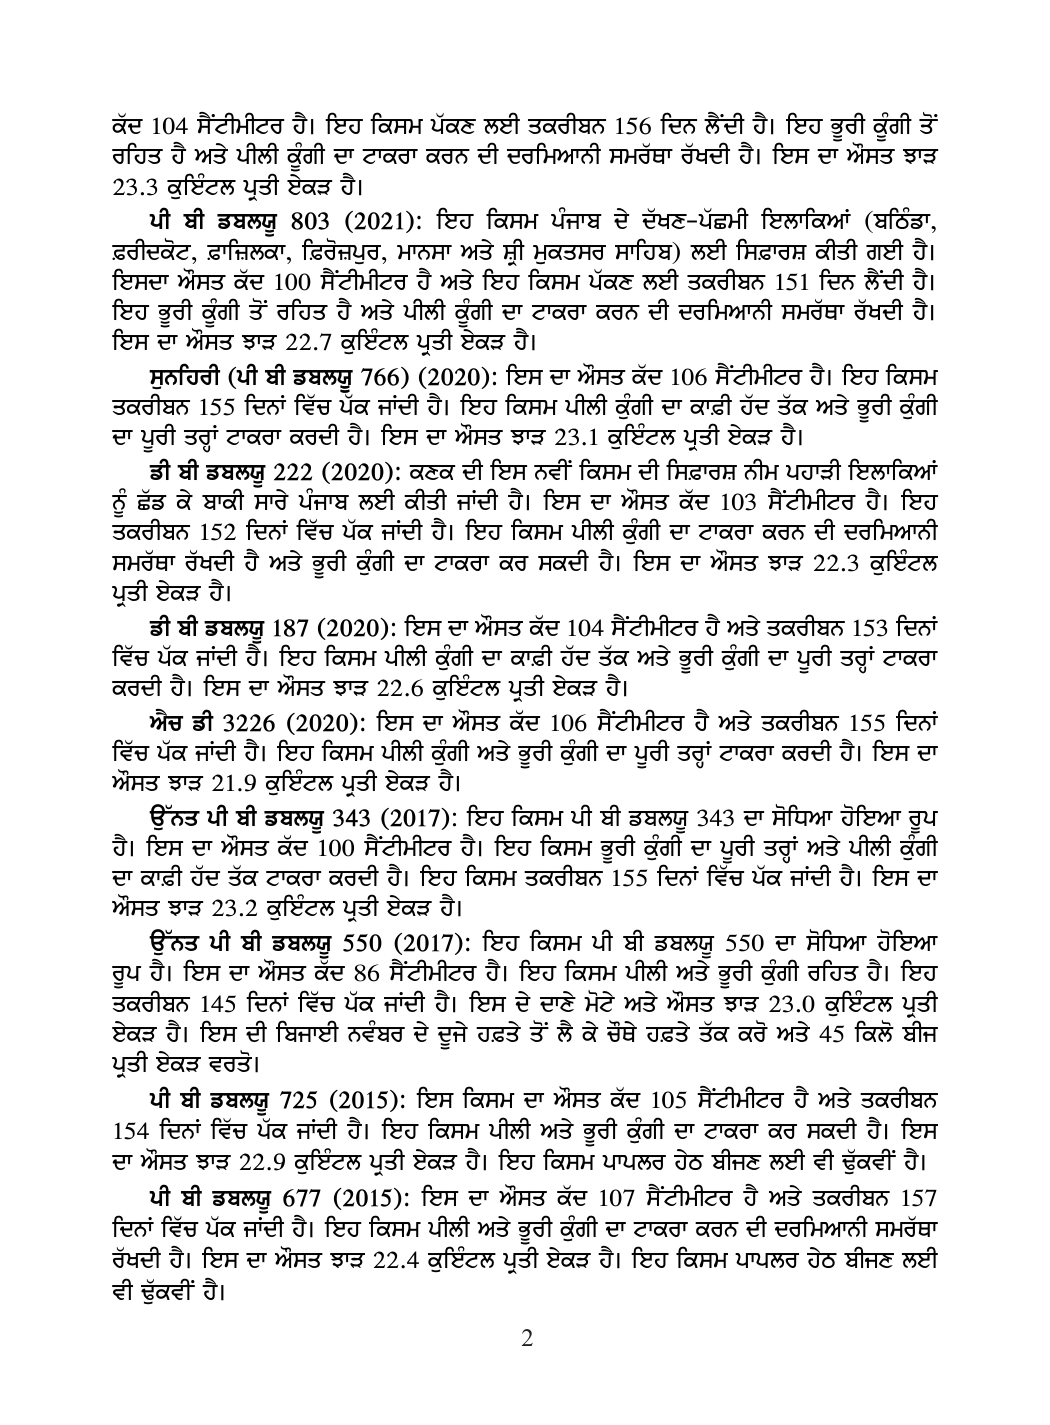 ਕੱਦ 104 ਸੈਂਟੀਮੀਟਰ ਹੈ। ਇਹ ਕਿਸਮ ਪੱਕਣ ਲਈ ਤਕਰੀਬਨ 156 ਦਿਨ ਲੈਂਦੀ ਹੈ। ਇਹ ਭੂਰੀ ਕੂੰਗੀ ਤੋਂ
ਰਹਿਤ ਹੈ ਅਤੇ ਪੀਲੀ ਕੂੰਗੀ ਦਾ ਟਾਕਰਾ ਕਰਨ ਦੀ ਦਰਮਿਆਨੀ ਸਮਰੱਥਾ ਰੱਖਦੀ ਹੈ। ਇਸ ਦਾ ਔਸਤ ਝਾੜ
23.3 ਕੁਇੰਟਲ ਪ੍ਰਤੀ ਏਕੜ ਹੈ।
ਪੀ ਬੀ ਡਬਲਯੂ 803 (2021): ਇਹ ਕਿਸਮ ਪੰਜਾਬ ਦੇ ਦੱਖਣ-ਪੱਛਮੀ ਇਲਾਕਿਆਂ (ਬਠਿੰਡਾ,
ਫ਼ਰੀਦਕੋਟ, ਫ਼ਾਜ਼ਿਲਕਾ, ਫ਼ਿਰੋਜ਼ਪੁਰ, ਮਾਨਸਾ ਅਤੇ ਸ਼੍ਰੀ ਮੁਕਤਸਰ ਸਾਹਿਬ) ਲਈ ਸਿਫ਼ਾਰਸ਼ ਕੀਤੀ ਗਈ ਹੈ।
ਇਸਦਾ ਔਸਤ ਕੱਦ 100 ਸੈਂਟੀਮੀਟਰ ਹੈ ਅਤੇ ਇਹ ਕਿਸਮ ਪੱਕਣ ਲਈ ਤਕਰੀਬਨ 151 ਦਿਨ ਲੈਂਦੀ ਹੈ।
ਇਹ ਭੂਰੀ ਕੂੰਗੀ ਤੋਂ ਰਹਿਤ ਹੈ ਅਤੇ ਪੀਲੀ ਕੂੰਗੀ ਦਾ ਟਾਕਰਾ ਕਰਨ ਦੀ ਦਰਮਿਆਨੀ ਸਮਰੱਥਾ ਰੱਖਦੀ ਹੈ।
ਇਸ ਦਾ ਔਸਤ ਝਾੜ 22.7 ਕੁਇੰਟਲ ਪ੍ਰਤੀ ਏਕੜ ਹੈ।
ਸੁਨਹਿਰੀ (ਪੀ ਬੀ ਡਬਲਯੂ 766) (2020): ਇਸ ਦਾ ਔਸਤ ਕੱਦ 106 ਸੈਂਟੀਮੀਟਰ ਹੈ। ਇਹ ਕਿਸਮ
ਤਕਰੀਬਨ 155 ਦਿਨਾਂ ਵਿੱਚ ਪੱਕ ਜਾਂਦੀ ਹੈ। ਇਹ ਕਿਸਮ ਪੀਲੀ ਕੁੰਗੀ ਦਾ ਕਾਫ਼ੀ ਹੱਦ ਤੱਕ ਅਤੇ ਭੂਰੀ ਕੁੰਗੀ
ਦਾ ਪੂਰੀ ਤਰ੍ਹਾਂ ਟਾਕਰਾ ਕਰਦੀ ਹੈ। ਇਸ ਦਾ ਔਸਤ ਝਾੜ 23.1 ਕੁਇੰਟਲ ਪ੍ਰਤੀ ਏਕੜ ਹੈ।
ਡੀ ਬੀ ਡਬਲਯੂ 222 (2020): ਕਣਕ ਦੀ ਇਸ ਨਵੀਂ ਕਿਸਮ ਦੀ ਸਿਫ਼ਾਰਸ਼ ਨੀਮ ਪਹਾੜੀ ਇਲਾਕਿਆਂ
ਨੂੰ ਛੱਡ ਕੇ ਬਾਕੀ ਸਾਰੇ ਪੰਜਾਬ ਲਈ ਕੀਤੀ ਜਾਂਦੀ ਹੈ। ਇਸ ਦਾ ਔਸਤ ਕੱਦ 103 ਸੈਂਟੀਮੀਟਰ ਹੈ। ਇਹ
ਤਕਰੀਬਨ 152 ਦਿਨਾਂ ਵਿੱਚ ਪੱਕ ਜਾਂਦੀ ਹੈ। ਇਹ ਕਿਸਮ ਪੀਲੀ ਕੁੰਗੀ ਦਾ ਟਾਕਰਾ ਕਰਨ ਦੀ ਦਰਮਿਆਨੀ
ਸਮਰੱਥਾ ਰੱਖਦੀ ਹੈ ਅਤੇ ਭੂਰੀ ਕੁੰਗੀ ਦਾ ਟਾਕਰਾ ਕਰ ਸਕਦੀ ਹੈ। ਇਸ ਦਾ ਔਸਤ ਝਾੜ 22.3 ਕੁਇੰਟਲ
ਪ੍ਰਤੀ ਏਕੜ ਹੈ।
ਡੀ ਬੀ ਡਬਲਯੂ 187 (2020): ਇਸ ਦਾ ਔਸਤ ਕੱਦ 104 ਸੈਂਟੀਮੀਟਰ ਹੈ ਅਤੇ ਤਕਰੀਬਨ 153 ਦਿਨਾਂ
ਵਿੱਚ ਪੱਕ ਜਾਂਦੀ ਹੈ। ਇਹ ਕਿਸਮ ਪੀਲੀ ਕੁੰਗੀ ਦਾ ਕਾਫ਼ੀ ਹੱਦ ਤੱਕ ਅਤੇ ਭੂਰੀ ਕੁੰਗੀ ਦਾ ਪੂਰੀ ਤਰ੍ਹਾਂ ਟਾਕਰਾ
ਕਰਦੀ ਹੈ। ਇਸ ਦਾ ਔਸਤ ਝਾੜ 22.6 ਕੁਇੰਟਲ ਪ੍ਰਤੀ ਏਕੜ ਹੈ।
ਐਚ ਡੀ 3226 (2020): ਇਸ ਦਾ ਔਸਤ ਕੱਦ 106 ਸੈਂਟੀਮੀਟਰ ਹੈ ਅਤੇ ਤਕਰੀਬਨ 155 ਦਿਨਾਂ
ਵਿੱਚ ਪੱਕ ਜਾਂਦੀ ਹੈ। ਇਹ ਕਿਸਮ ਪੀਲੀ ਕੁੰਗੀ ਅਤੇ ਭੂਰੀ ਕੁੰਗੀ ਦਾ ਪੂਰੀ ਤਰ੍ਹਾਂ ਟਾਕਰਾ ਕਰਦੀ ਹੈ। ਇਸ ਦਾ
ਔਸਤ ਝਾੜ 21.9 ਕੁਇੰਟਲ ਪ੍ਰਤੀ ਏਕੜ ਹੈ।
ਉੱਨਤ ਪੀ ਬੀ ਡਬਲਯੂ 343 (2017): ਇਹ ਕਿਸਮ ਪੀ ਬੀ ਡਬਲਯੂ 343 ਦਾ ਸੋਧਿਆ ਹੋਇਆ ਰੂਪ
ਹੈ। ਇਸ ਦਾ ਔਸਤ ਕੱਦ 100 ਸੈਂਟੀਮੀਟਰ ਹੈ। ਇਹ ਕਿਸਮ ਭੂਰੀ ਕੁੰਗੀ ਦਾ ਪੂਰੀ ਤਰ੍ਹਾਂ ਅਤੇ ਪੀਲੀ ਕੁੰਗੀ
ਦਾ ਕਾਫ਼ੀ ਹੱਦ ਤੱਕ ਟਾਕਰਾ ਕਰਦੀ ਹੈ। ਇਹ ਕਿਸਮ ਤਕਰੀਬਨ 155 ਦਿਨਾਂ ਵਿੱਚ ਪੱਕ ਜਾਂਦੀ ਹੈ। ਇਸ ਦਾ
ਔਸਤ ਝਾੜ 23.2 ਕੁਇੰਟਲ ਪ੍ਰਤੀ ਏਕੜ ਹੈ।
ਉੱਨਤ ਪੀ ਬੀ ਡਬਲਯੂ 550 (2017): ਇਹ ਕਿਸਮ ਪੀ ਬੀ ਡਬਲਯੂ 550 ਦਾ ਸੋਧਿਆ ਹੋਇਆ
ਰੂਪ ਹੈ। ਇਸ ਦਾ ਔਸਤ ਕੱਦ 86 ਸੈਂਟੀਮੀਟਰ ਹੈ। ਇਹ ਕਿਸਮ ਪੀਲੀ ਅਤੇ ਭੂਰੀ ਕੁੰਗੀ ਰਹਿਤ ਹੈ। ਇਹ
ਤਕਰੀਬਨ 145 ਦਿਨਾਂ ਵਿੱਚ ਪੱਕ ਜਾਂਦੀ ਹੈ। ਇਸ ਦੇ ਦਾਣੇ ਮੋਟੇ ਅਤੇ ਔਸਤ ਝਾੜ 23.0 ਕੁਇੰਟਲ ਪ੍ਰਤੀ
ਏਕੜ ਹੈ। ਇਸ ਦੀ ਬਿਜਾਈ ਨਵੰਬਰ ਦੇ ਦੂਜੇ ਹਫ਼ਤੇ ਤੋਂ ਲੈ ਕੇ ਚੌਥੇ ਹਫ਼ਤੇ ਤੱਕ ਕਰੋ ਅਤੇ 45 ਕਿਲੋ ਬੀਜ
ਪ੍ਰਤੀ ਏਕੜ ਵਰਤੋ।
ਪੀ ਬੀ ਡਬਲਯੂ 725 (2015): ਇਸ ਕਿਸਮ ਦਾ ਔਸਤ ਕੱਦ 105 ਸੈਂਟੀਮੀਟਰ ਹੈ ਅਤੇ ਤਕਰੀਬਨ
154 ਦਿਨਾਂ ਵਿੱਚ ਪੱਕ ਜਾਂਦੀ ਹੈ। ਇਹ ਕਿਸਮ ਪੀਲੀ ਅਤੇ ਭੂਰੀ ਕੁੰਗੀ ਦਾ ਟਾਕਰਾ ਕਰ ਸਕਦੀ ਹੈ। ਇਸ
ਦਾ ਔਸਤ ਝਾੜ 22.9 ਕੁਇੰਟਲ ਪ੍ਰਤੀ ਏਕੜ ਹੈ। ਇਹ ਕਿਸਮ ਪਾਪਲਰ ਹੇਠ ਬੀਜਣ ਲਈ ਵੀ ਢੁੱਕਵੀਂ ਹੈ।
ਪੀ ਬੀ ਡਬਲਯੂ 677 (2015): ਇਸ ਦਾ ਔਸਤ ਕੱਦ 107 ਸੈਂਟੀਮੀਟਰ ਹੈ ਅਤੇ ਤਕਰੀਬਨ 157
ਦਿਨਾਂ ਵਿੱਚ ਪੱਕ ਜਾਂਦੀ ਹੈ। ਇਹ ਕਿਸਮ ਪੀਲੀ ਅਤੇ ਭੂਰੀ ਕੁੰਗੀ ਦਾ ਟਾਕਰਾ ਕਰਨ ਦੀ ਦਰਮਿਆਨੀ ਸਮਰੱਥਾ
ਰੱਖਦੀ ਹੈ। ਇਸ ਦਾ ਔਸਤ ਝਾੜ 22.4 ਕੁਇੰਟਲ ਪ੍ਰਤੀ ਏਕੜ ਹੈ। ਇਹ ਕਿਸਮ ਪਾਪਲਰ ਹੇਠ ਬੀਜਣ ਲਈ
ਵੀ ਢੁੱਕਵੀਂ ਹੈ।
2